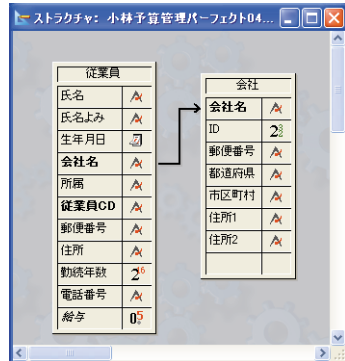 ストラクチャ: 小林予算管理パーフェクト04...
従業員
氏名
氏名よみ
生年月日
会社名
所属
従業員CD
郵便番号
住所
勤続年数
電話番号
給与
会社
会社名
ID
郵便番号
都道府県
市区町村
住所1
住所2